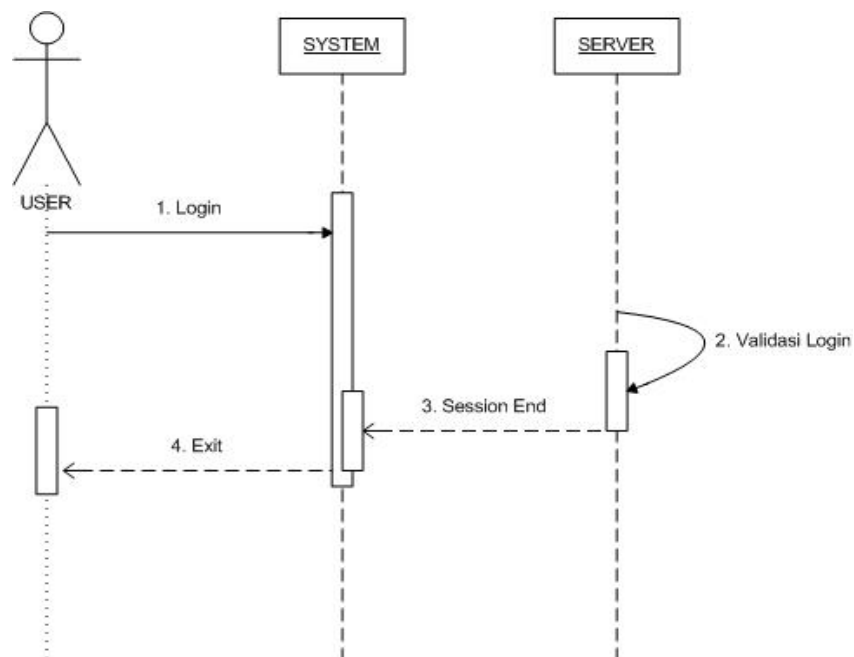 SYSTEM
SERVER
USER
1. Login
2. Validasi Login
3. Session End
4. Exit